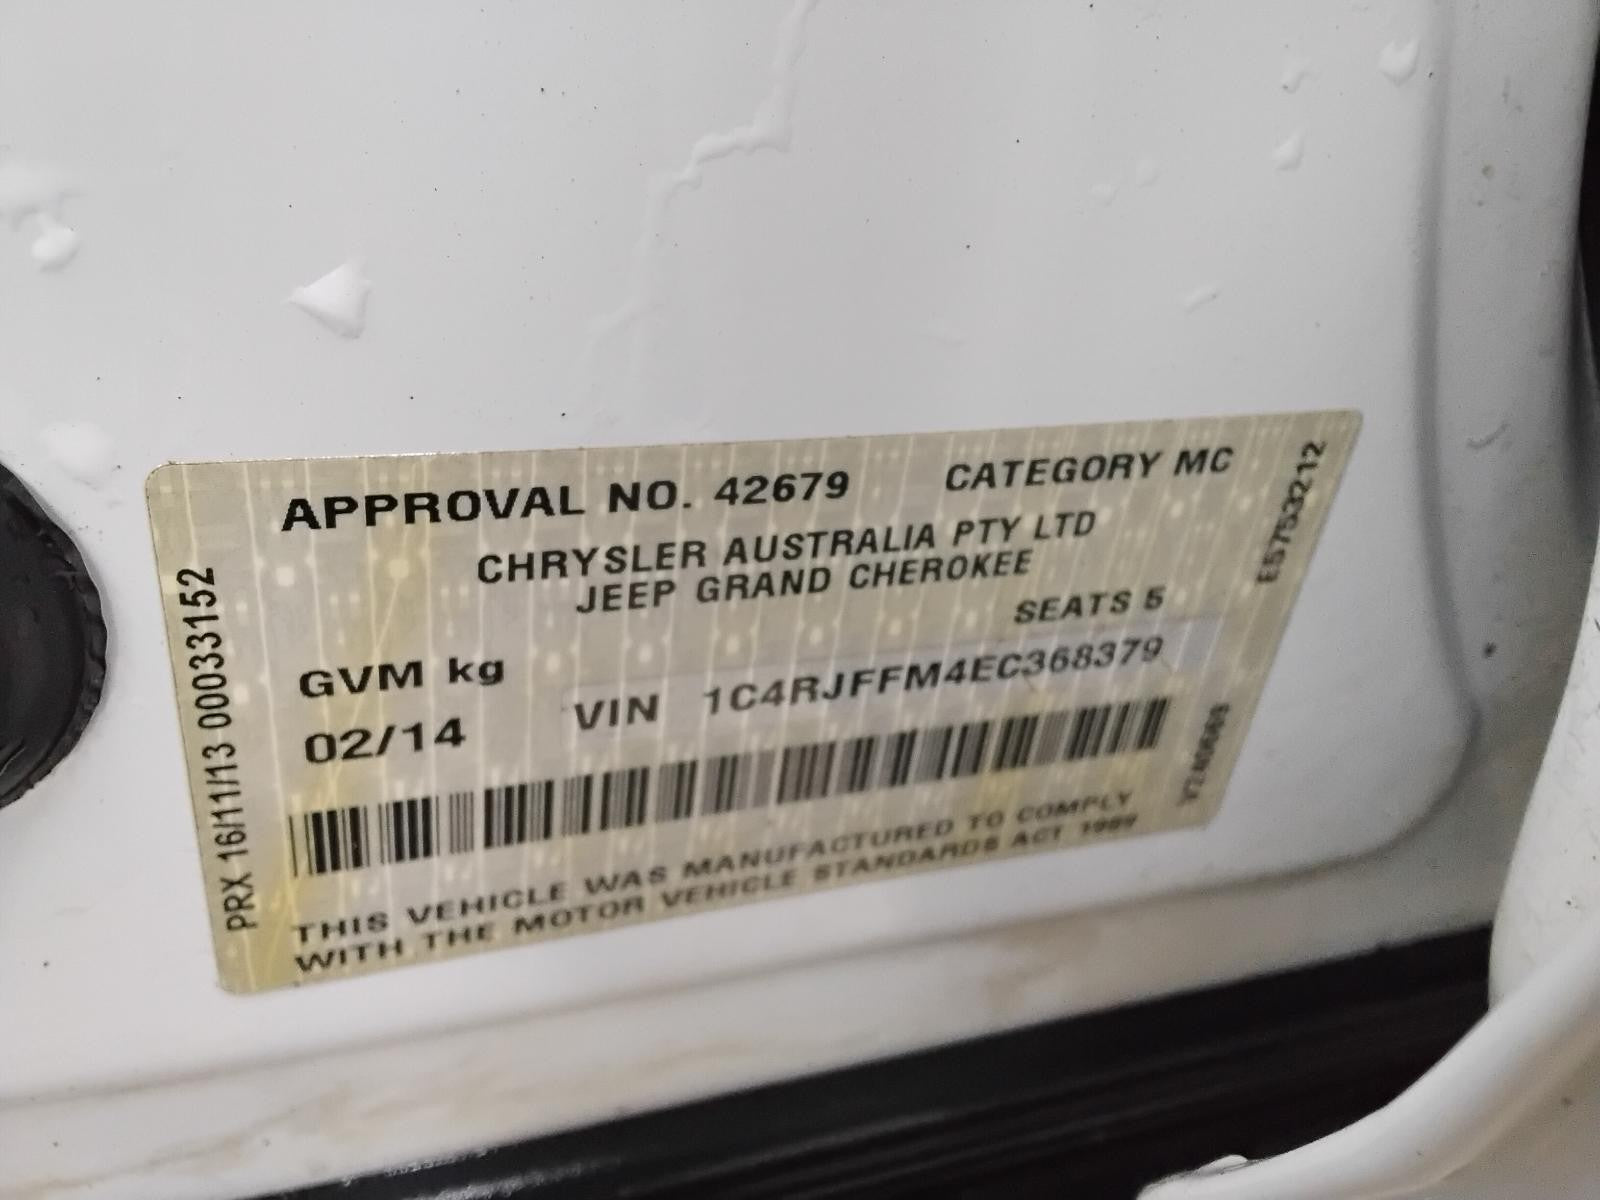 APPROVAL NO. 42679 CATEGORY MC
CHRYSLER AUSTRALIA PTY LTD
JEEP GRAND CHEROKEE
SEATS 5
GVM kg
02/14
VIN 1C4RJFFM4EC368379
THIS VEHICLE WAS MANUFACTURED TO COMPLY
WITH THE MOTOR VEHICLE STANDARDS ACT 1989
PRX 16/11/13 00033152
E5753212